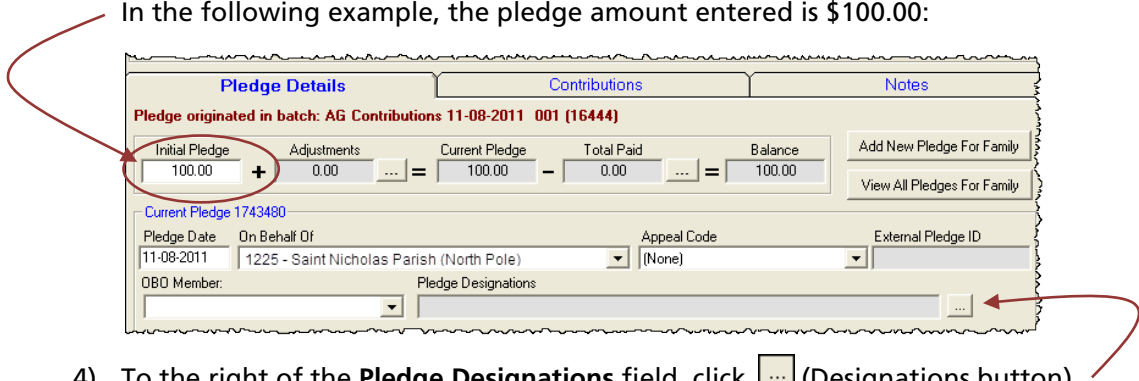 In the following example, the pledge amount entered is $100.00:
Pledge Details Contributions Notes
Pledge originated in batch: AG Contributions 11-08-2011 001 (16444)
Initial Pledge Adjustments Current Pledge Total Paid Balance Add New Pledge For Family
100.00 + 0.00 ... = 100.00 - 0.00 ... = 100.00
View All Pledges For Family
Current Pledge 1743480
Pledge Date On Behalf Of Appeal Code External Pledge ID
11-08-2011 1225 - Saint Nicholas Parish (North Pole) (None)
OBO Member: Pledge Designations
...
4) To the right of the Pledge Designations field, click ... (Designations button)